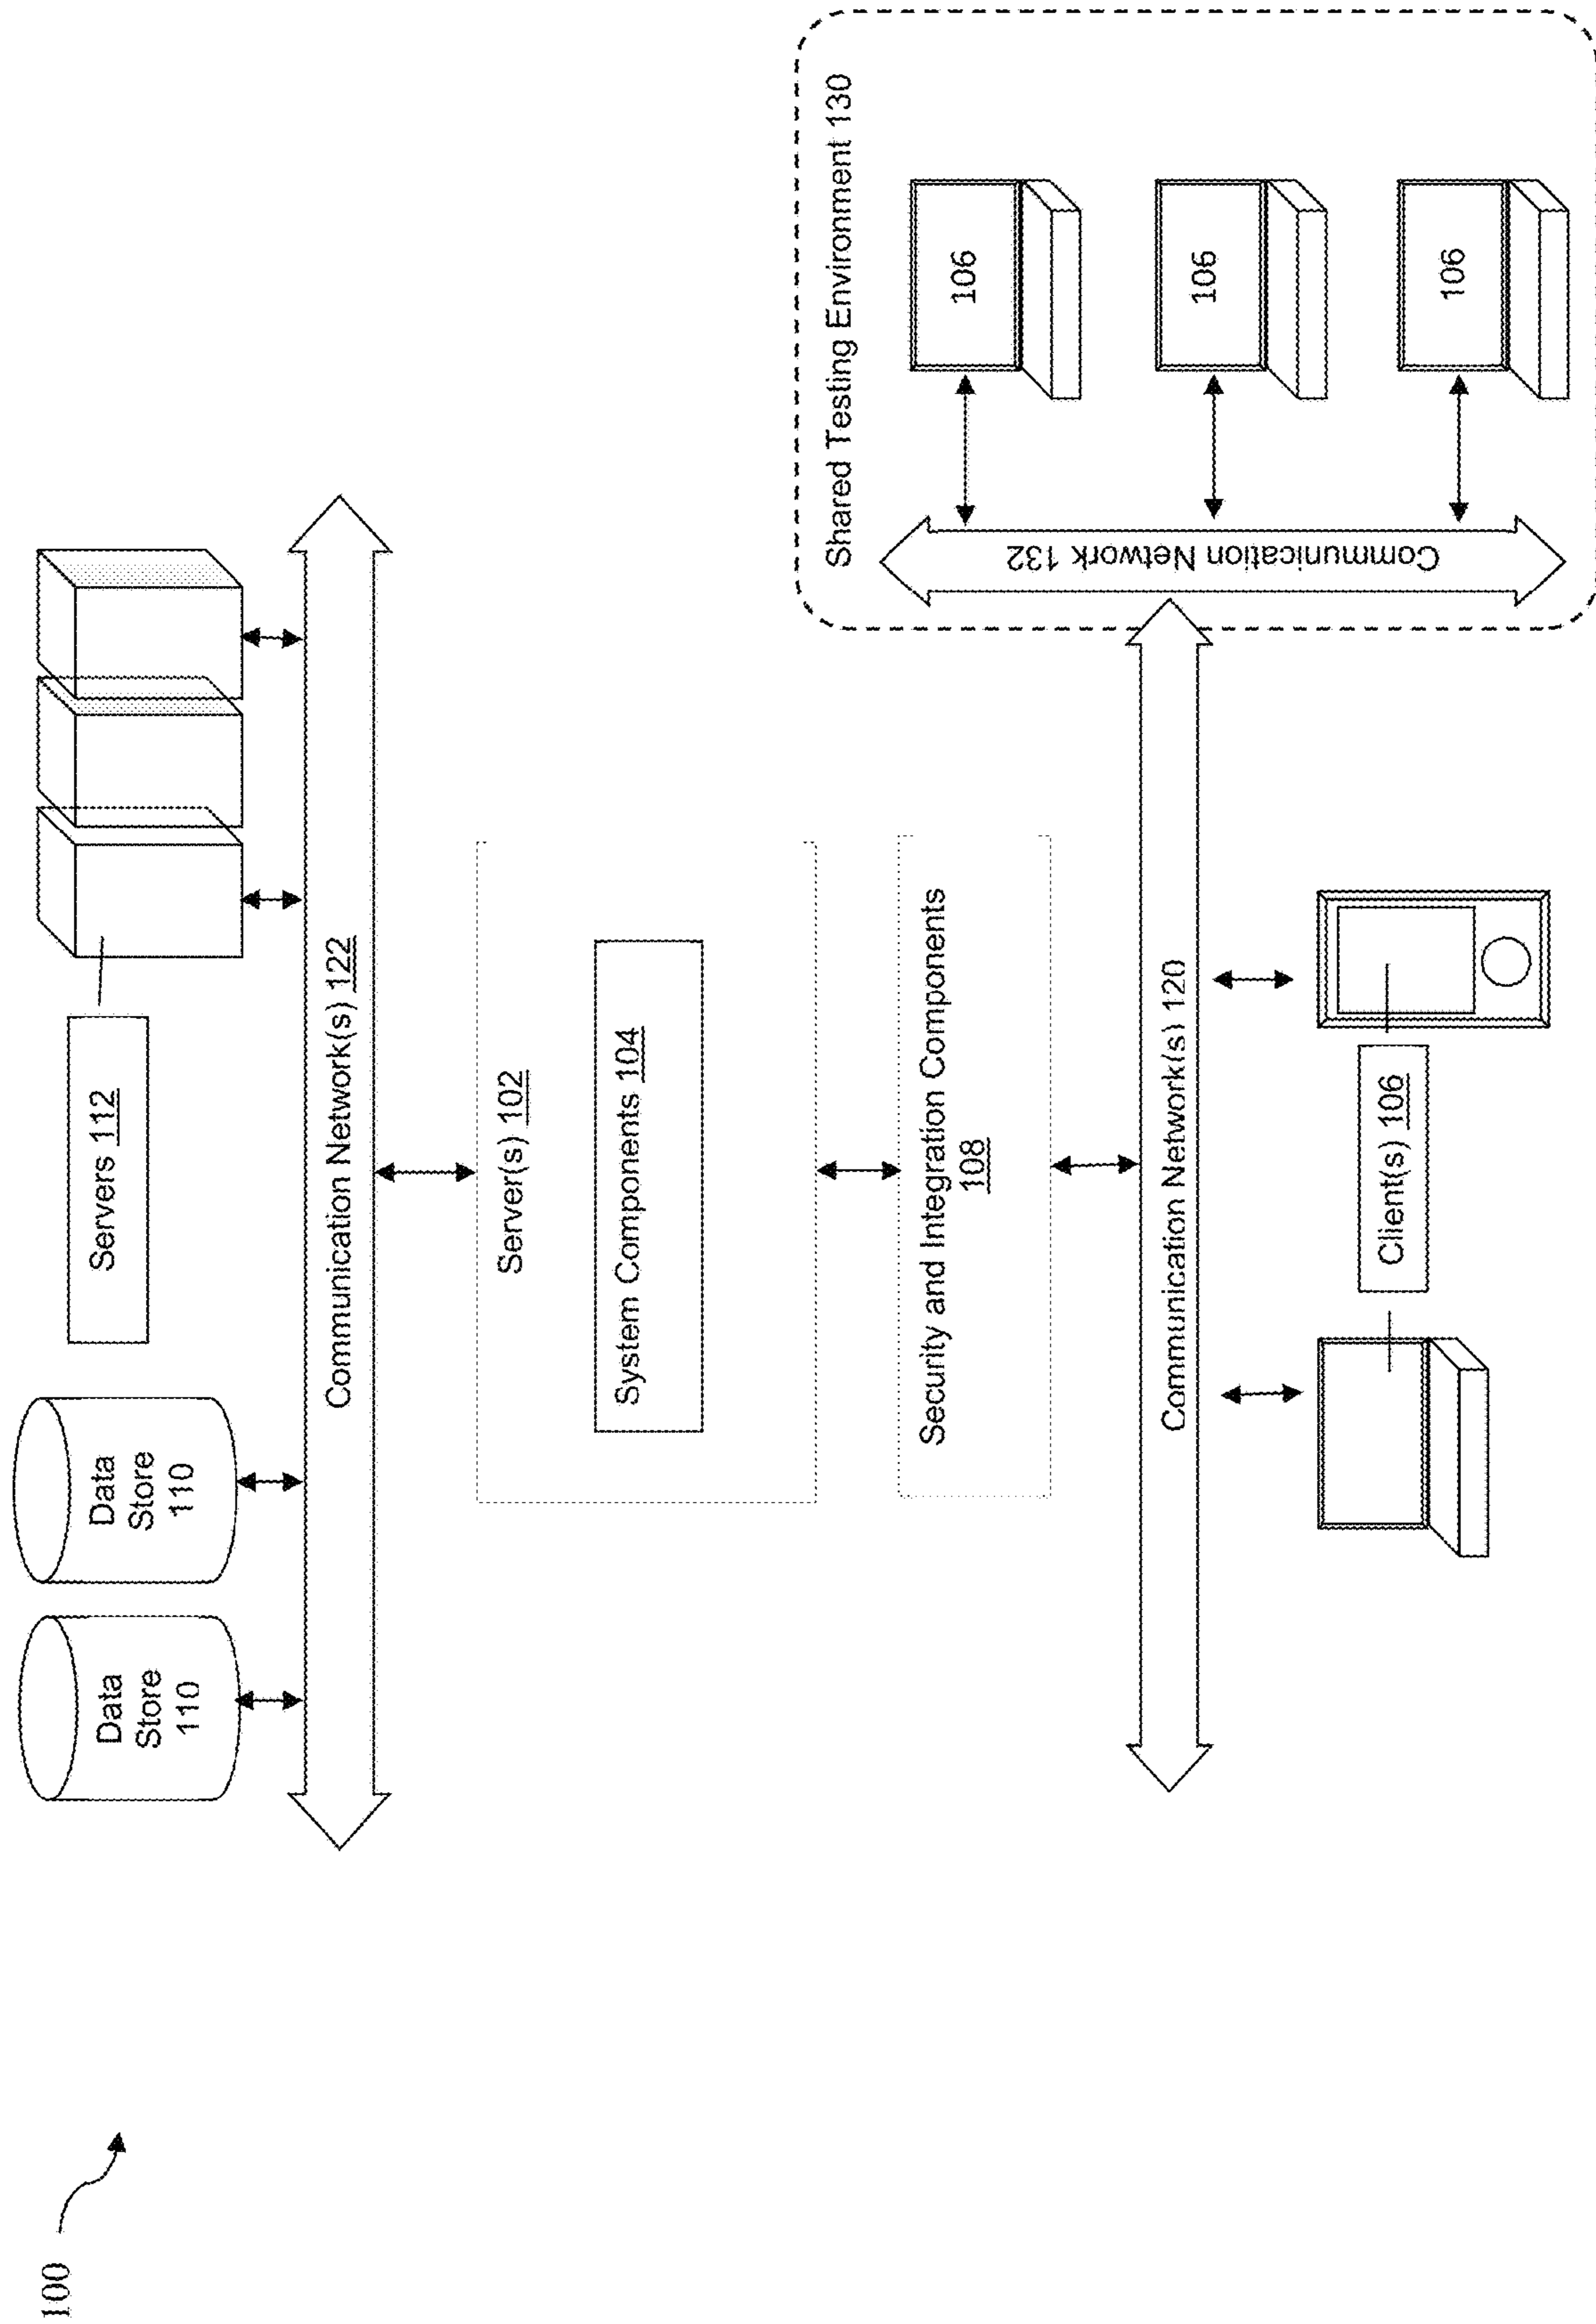 100
Data
Store
110
Data
Store
110
Servers 112
Communication Network(s) 122
Server(s) 102
System Components 104
Security and Integration Components
108
Communication Network(s) 120
Client(s) 106
Shared Testing Environment 130
Communication Network 132
106
106
106